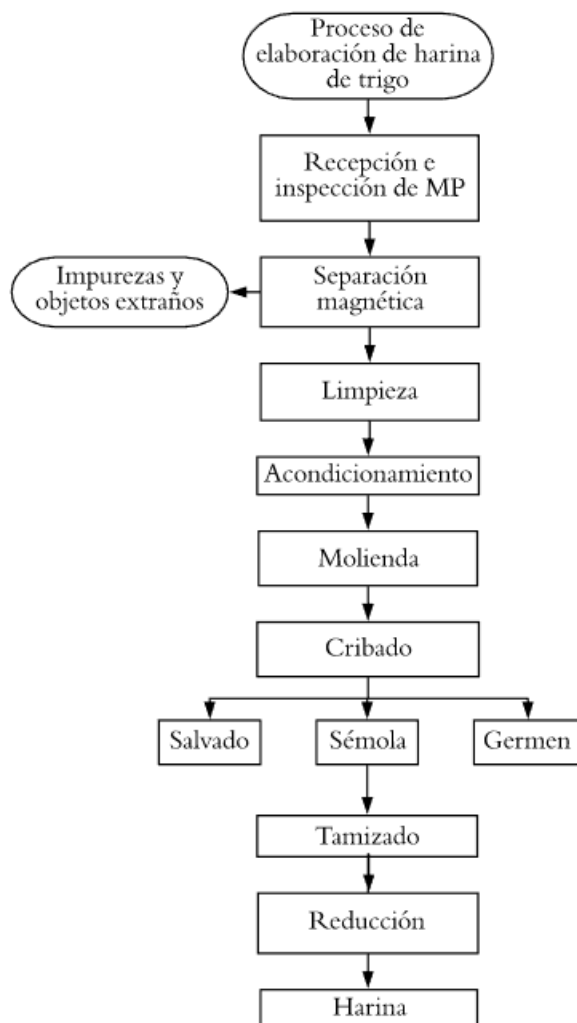 Proceso de
elaboración de harina
de trigo
Recepción e
inspección de MP
Impurezas y
objetos extraños
Separación
magnética
Limpieza
Acondicionamiento
Molienda
Cribado
Salvado
Sémola
Germen
Tamizado
Reducción
Harina